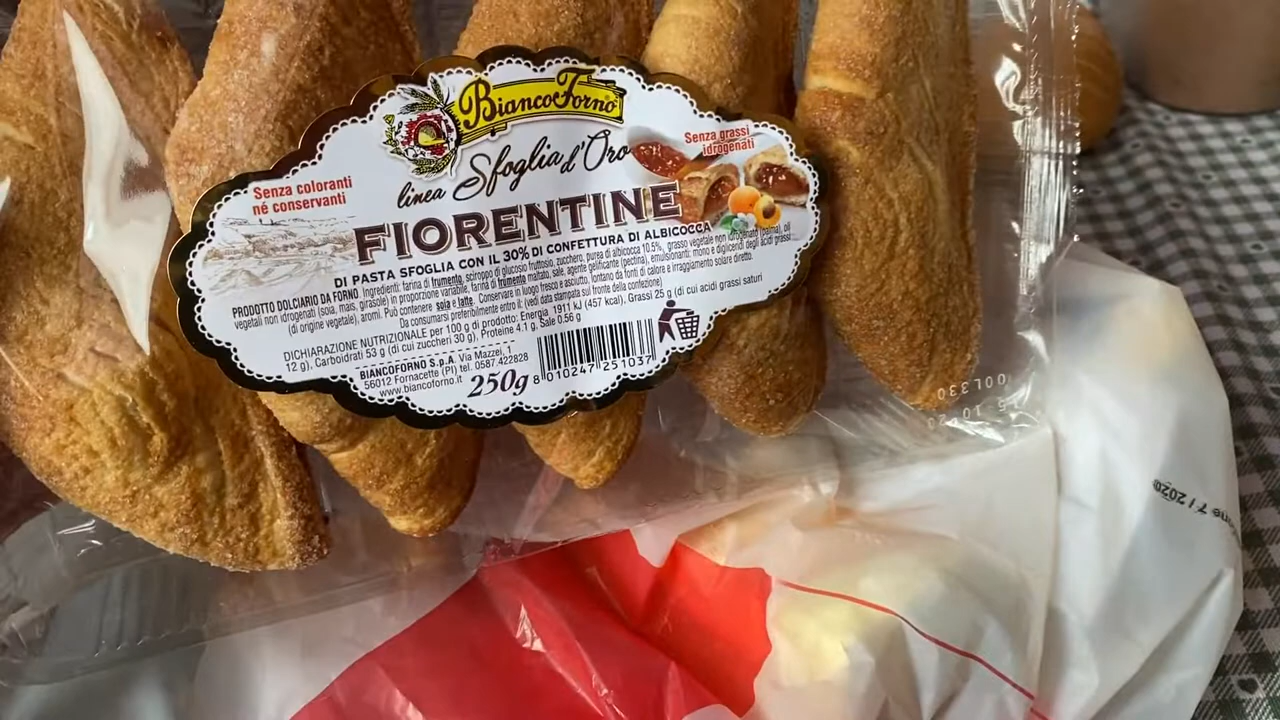 BiancoForno
linea Sfoglia d'Oro
Senza grassi
idrogenati
Senza coloranti
né conservanti
FIORENTINE
DI PASTA SFOGLIA CON IL 30% DI CONFETTURA DI ALBICOCCA
PRODOTTO DOLCIARIO DA FORNO. Ingredienti: farina di frumento, sciroppo di glucosio fruttosio, zucchero, purea di albicocca 10.5%, grasso vegetale non idrogenato (palma), oli
vegetali non idrogenati (soia, mais, girasole) in proporzione variabile, farina di frumento maltato, sale, agente gelificante (pectina), emulsionanti: mono e digliceridi degli acidi grassi
(di origine vegetale), aromi. Può contenere soia e latte. Conservare in luogo fresco e asciutto, lontano da fonti di calore e irraggiamento solare diretto.
Da consumarsi preferibilmente entro il: (vedi data stampata sul fronte della confezione)
DICHIARAZIONE NUTRIZIONALE per 100 g di prodotto: Energia 1911 kJ (457 kcal), Grassi 25 g (di cui acidi grassi saturi
12 g), Carboidrati 53 g (di cui zuccheri 30 g), Proteine 4.1 g, Sale 0.56 g
BIANCOFORNO S.p.A. Via Mazzei, 1
56012 Fornacette (PI) tel. 0587.422828
www.biancoforno.it
250g
8 010247 251037
00L330
7/2020